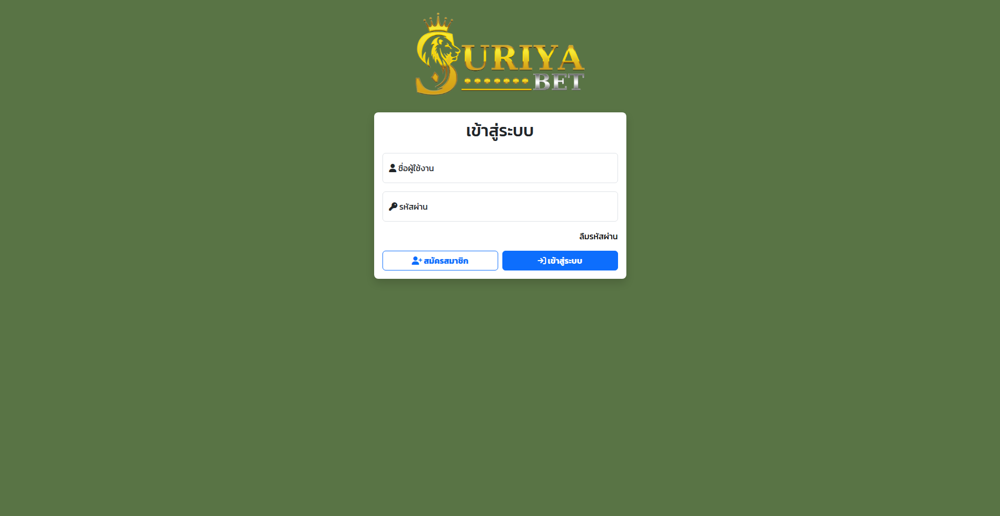 SURIYA
BET
เข้าสู่ระบบ
ชื่อผู้ใช้งาน
รหัสผ่าน
ลืมรหัสผ่าน
สมัครสมาชิก
เข้าสู่ระบบ